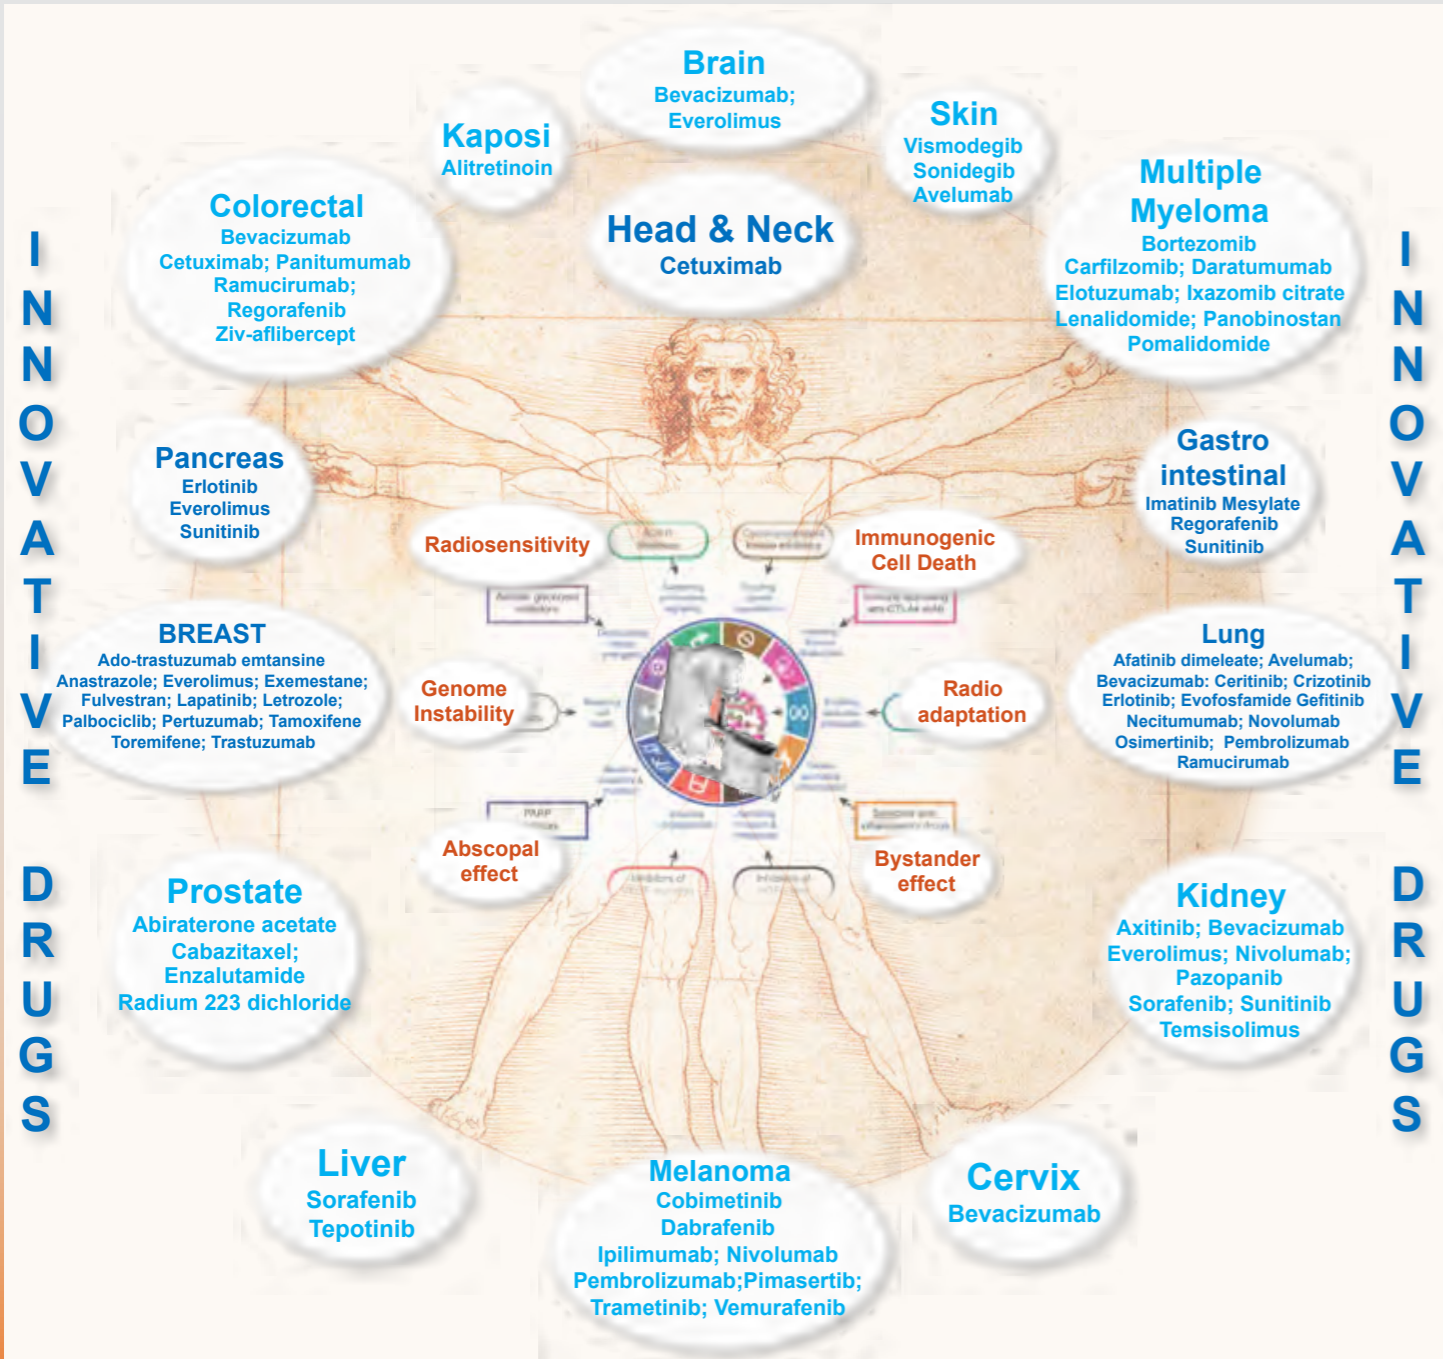 Brain
Bevacizumab;
Everolimus
Kaposi
Alitretinoin
Skin
Vismodegib
Sonidegib
Avelumab
Colorectal
Bevacizumab
Cetuximab; Panitumumab
Ramucirumab;
Regorafenib
Ziv-aflibercept
Head & Neck
Cetuximab
Multiple
Myeloma
Bortezomib
Carfilzomib; Daratumumab
Elotuzumab; Ixazomib citrate
Lenalidomide; Panobinostan
Pomalidomide
INNOVATIVE
DRUGS
INNOVATIVE
DRUGS
Pancreas
Erlotinib
Everolimus
Sunitinib
Gastro
intestinal
Imatinib Mesylate
Regorafenib
Sunitinib
Radiosensitivity
Immunogenic
Cell Death
BREAST
Ado-trastuzumab emtansine
Anastrazole; Everolimus; Exemestane;
Fulvestran; Lapatinib; Letrozole;
Palbociclib; Pertuzumab; Tamoxifene
Toremifene; Trastuzumab
Genome
Instability
Radio
adaptation
Lung
Afatinib dimeleate; Avelumab;
Bevacizumab: Ceritinib; Crizotinib
Erlotinib; Evofosfamide Gefitinib
Necitumumab; Novolumab
Osimertinib; Pembrolizumab
Ramucirumab
PARP
Abscopal
effect
Bystander
effect
Prostate
Abiraterone acetate
Cabazitaxel;
Enzalutamide
Radium 223 dichloride
Kidney
Axitinib; Bevacizumab
Everolimus; Nivolumab;
Pazopanib
Sorafenib; Sunitinib
Temsisolimus
Liver
Sorafenib
Tepotinib
Melanoma
Cobimetinib
Dabrafenib
Ipilimumab; Nivolumab
Pembrolizumab;Pimasertib;
Trametinib; Vemurafenib
Cervix
Bevacizumab